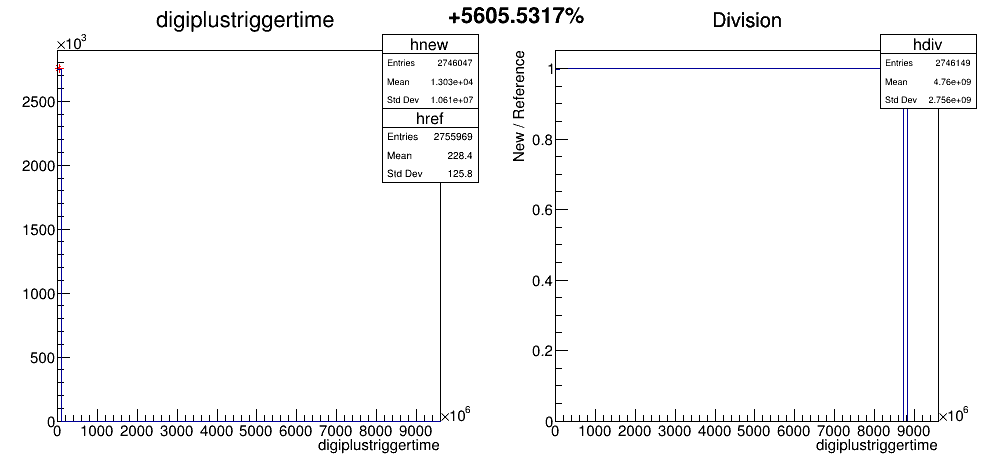 digiplustriggertime
+5605.5317%
Division
×10³
hnew
Entries 2746047
Mean 1.303e+04
Std Dev 1.061e+07
href
Entries 2755969
Mean 228.4
Std Dev 125.8
2500
2000
1500
1000
500
0
0 1000 2000 3000 4000 5000 6000 7000 8000 9000
×10⁶
digiplustriggertime
hdiv
Entries 2746149
Mean 4.76e+09
Std Dev 2.756e+09
New / Reference
1
0.8
0.6
0.4
0.2
0
0 1000 2000 3000 4000 5000 6000 7000 8000 9000
×10⁶
digiplustriggertime